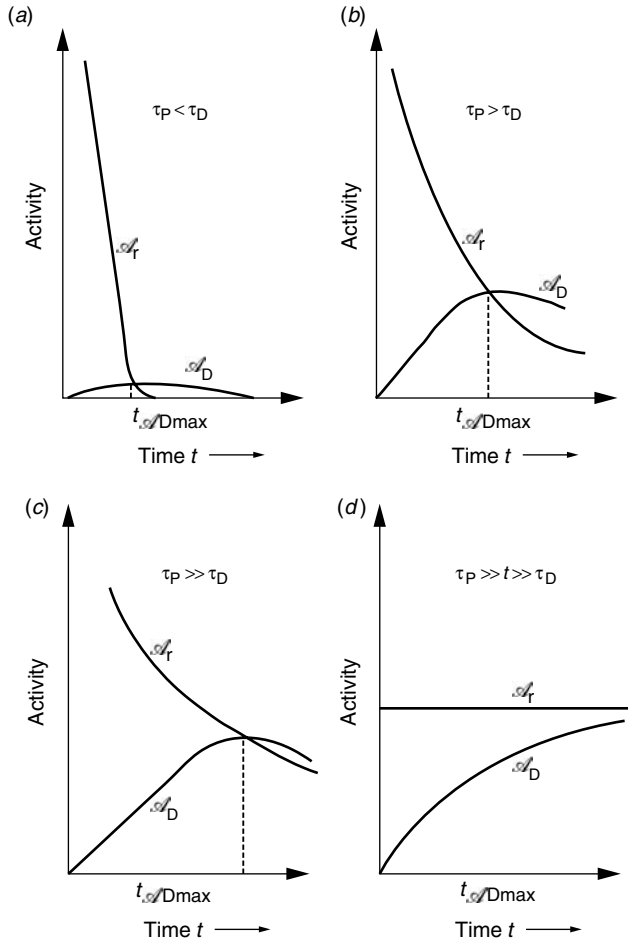 (a)
τP < τD
Activity
𝒜r
𝒜D
t𝒜Dmax
Time t
(b)
τP > τD
Activity
𝒜r
𝒜D
t𝒜Dmax
Time t
(c)
τP >> τD
Activity
𝒜r
𝒜D
t𝒜Dmax
Time t
(d)
τP >> t >> τD
Activity
𝒜r
𝒜D
t𝒜Dmax
Time t